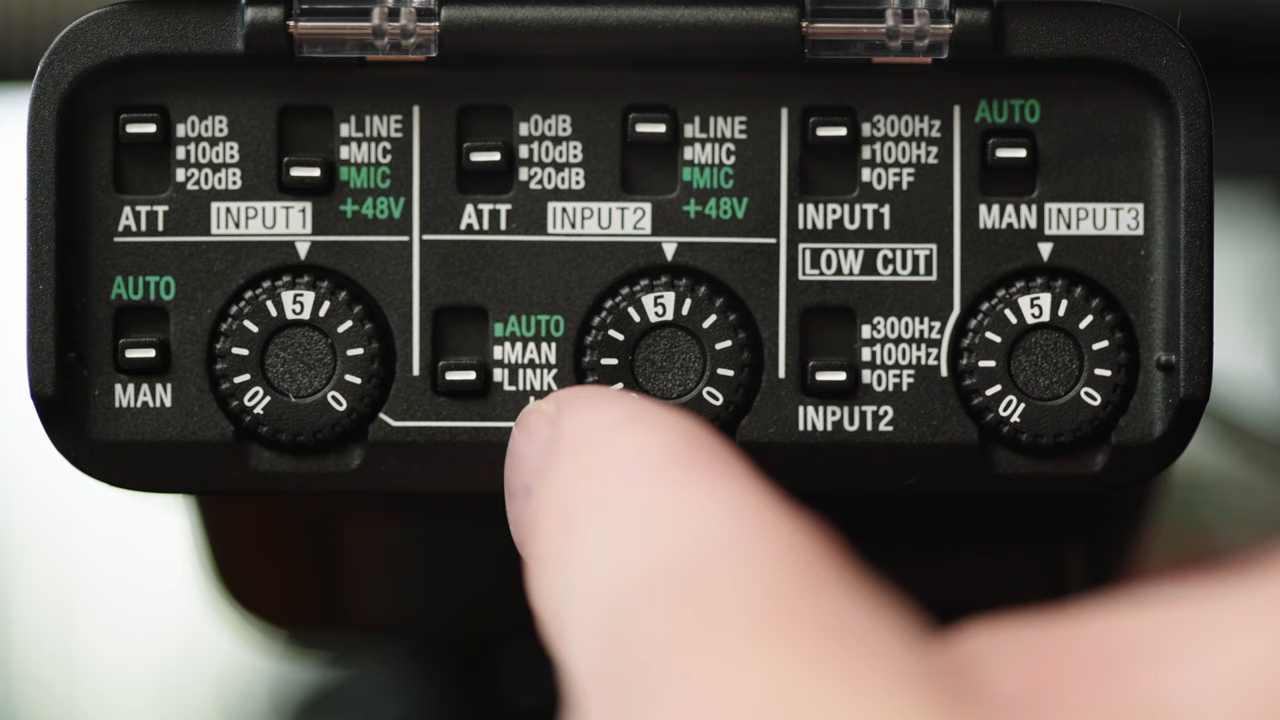 0dB
10dB
20dB
ATT
LINE
MIC
MIC
+48V
INPUT1
AUTO
MAN
5
10
0
0dB
10dB
20dB
ATT
LINE
MIC
MIC
+48V
INPUT2
AUTO
MAN
LINK
5
0
300Hz
100Hz
OFF
INPUT1
LOW CUT
300Hz
100Hz
OFF
INPUT2
AUTO
MAN INPUT3
5
10
0